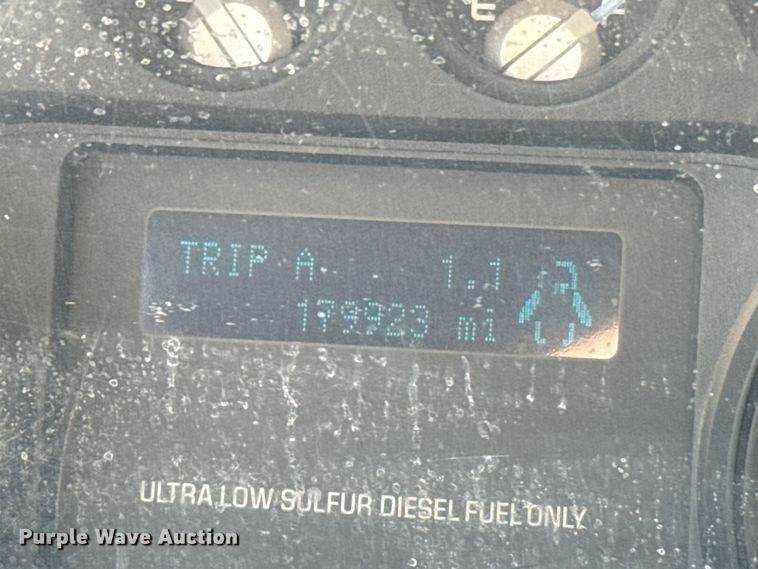 E
TRIP A 1.1
179923 mi
ULTRA LOW SULFUR DIESEL FUEL ONLY
Purple Wave Auction